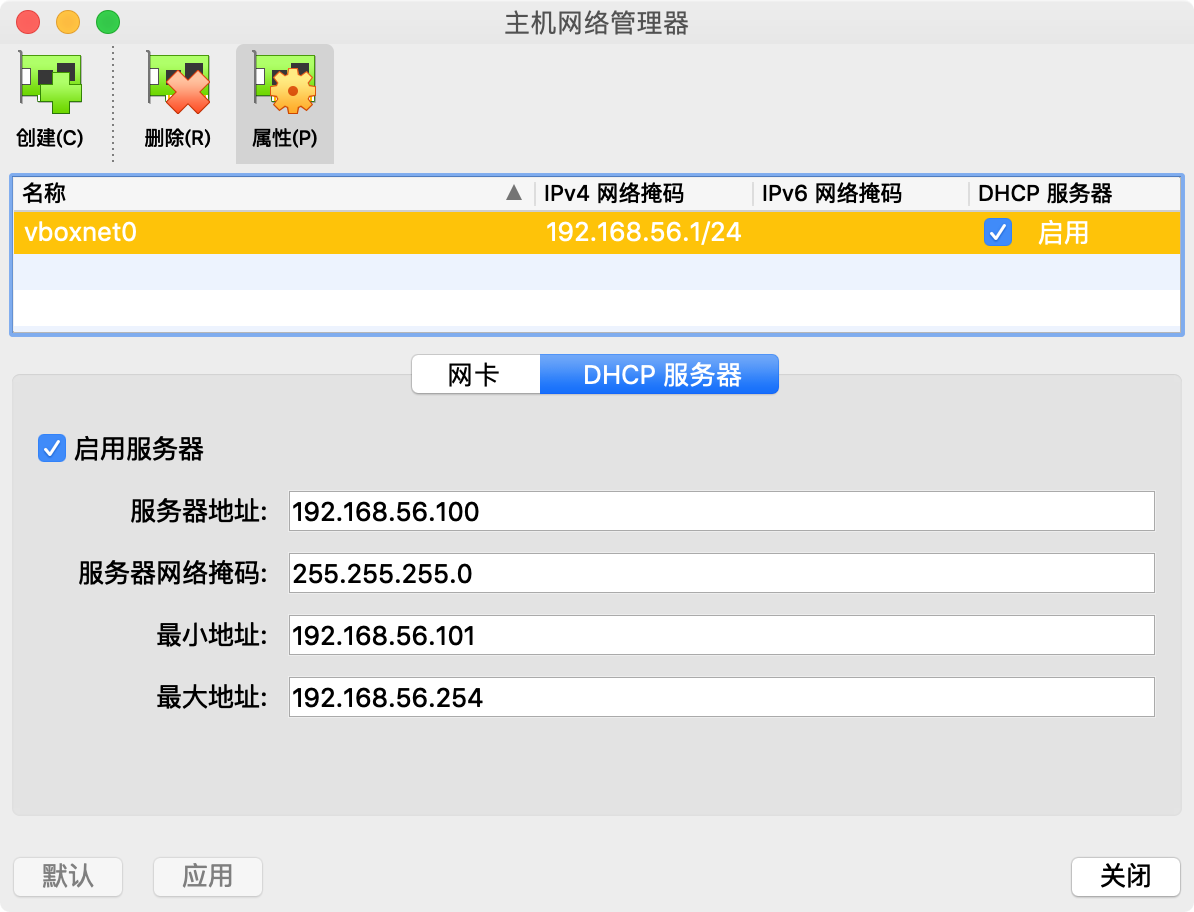 主机网络管理器
创建(C) 删除(R) 属性(P)
名称 IPv4 网络掩码 IPv6 网络掩码 DHCP 服务器
vboxnet0 192.168.56.1/24 启用
网卡 DHCP 服务器
启用服务器
服务器地址: 192.168.56.100
服务器网络掩码: 255.255.255.0
最小地址: 192.168.56.101
最大地址: 192.168.56.254
默认 应用 关闭